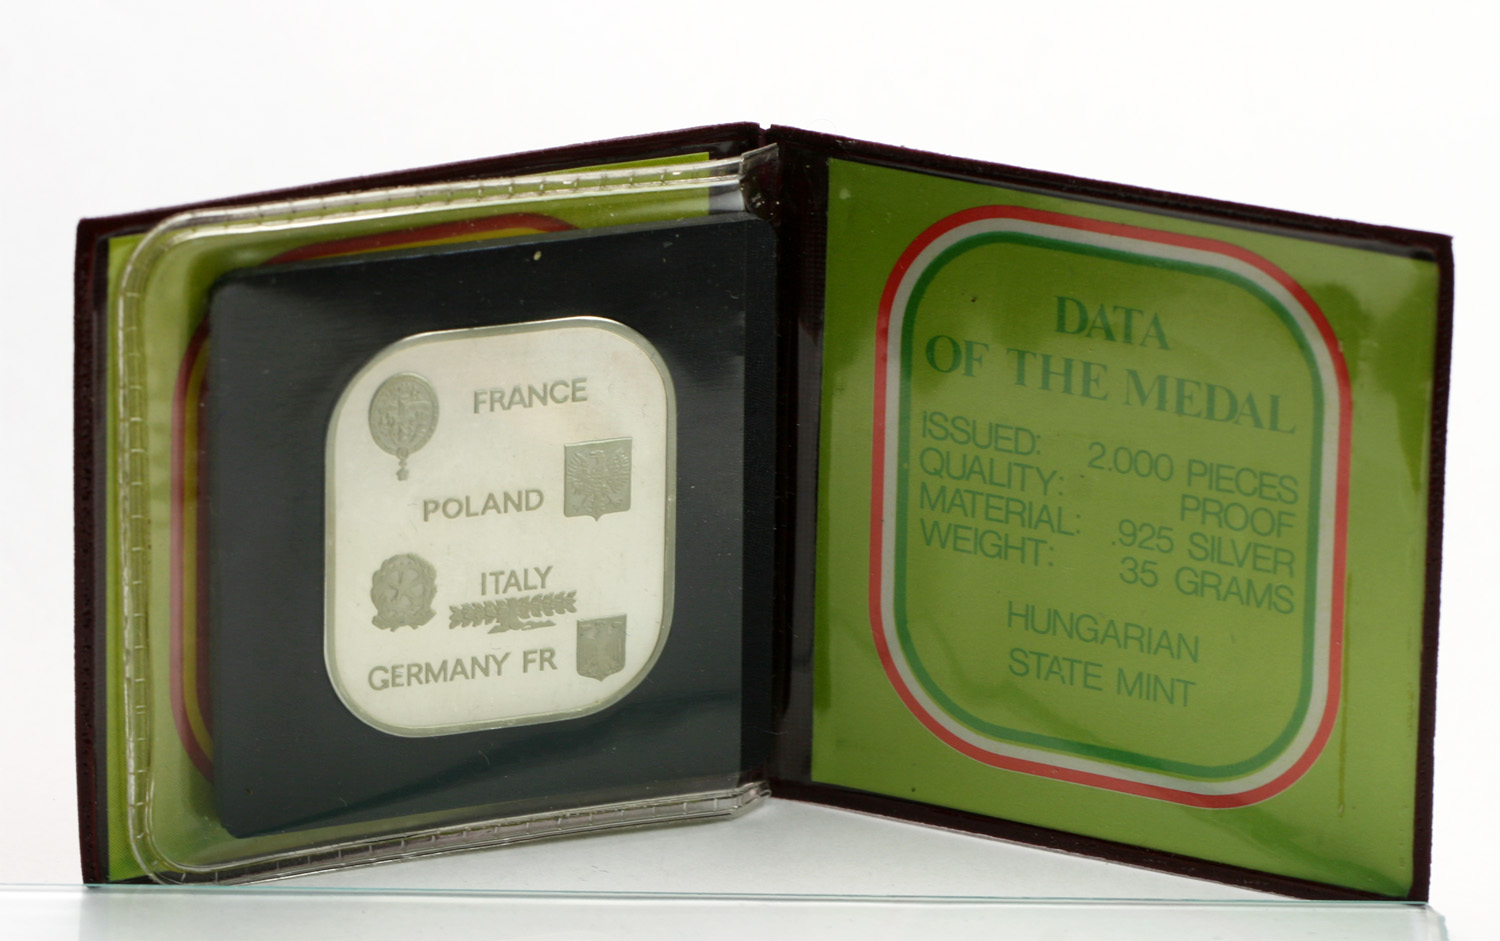 FRANCE
POLAND
ITALY
GERMANY FR
DATA
OF THE MEDAL
ISSUED: 2.000 PIECES
QUALITY: PROOF
MATERIAL: .925 SILVER
WEIGHT: 35 GRAMS
HUNGARIAN
STATE MINT